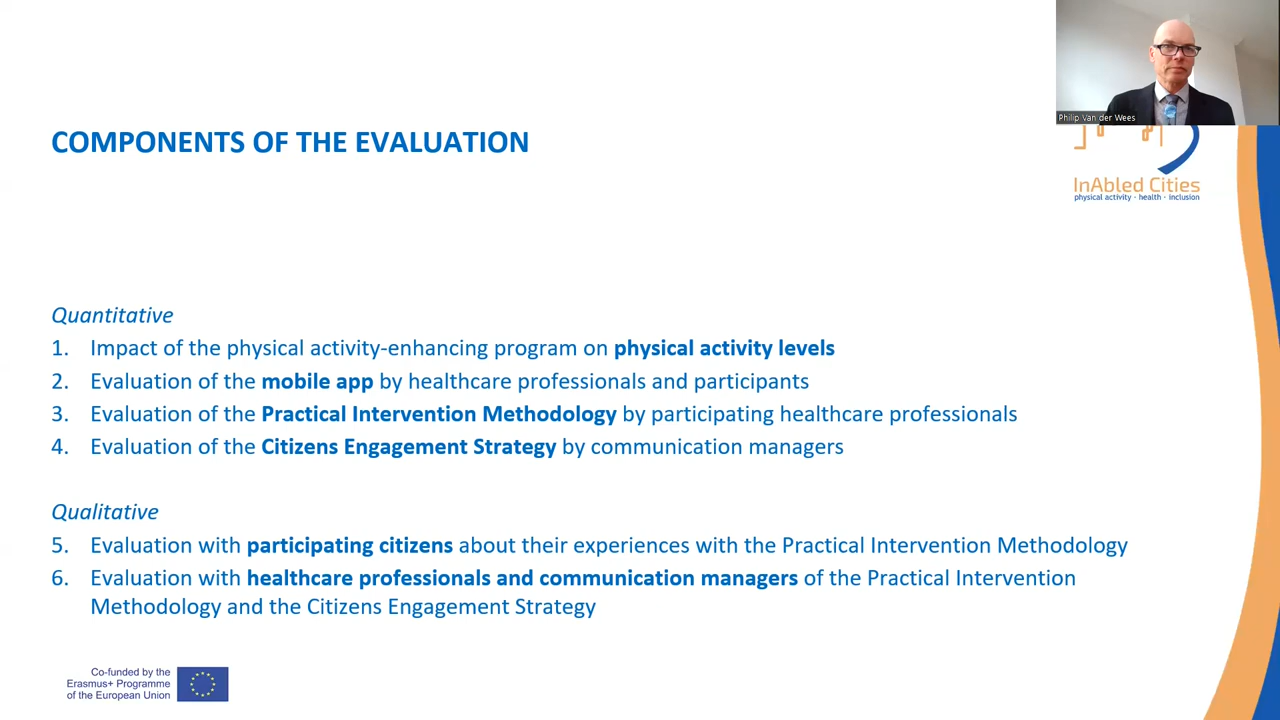 Philip Van der Wees
COMPONENTS OF THE EVALUATION
InAbled Cities
physical activity · health · inclusion
Quantitative
1. Impact of the physical activity-enhancing program on physical activity levels
2. Evaluation of the mobile app by healthcare professionals and participants
3. Evaluation of the Practical Intervention Methodology by participating healthcare professionals
4. Evaluation of the Citizens Engagement Strategy by communication managers
Qualitative
5. Evaluation with participating citizens about their experiences with the Practical Intervention Methodology
6. Evaluation with healthcare professionals and communication managers of the Practical Intervention
Methodology and the Citizens Engagement Strategy
Co-funded by the
Erasmus+ Programme
of the European Union